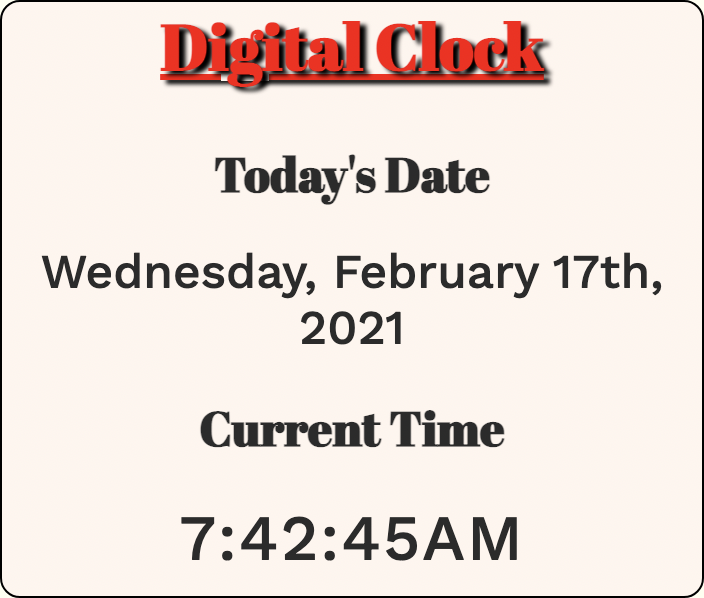 Digital Clock
Today's Date
Wednesday, February 17th,
2021
Current Time
7:42:45AM